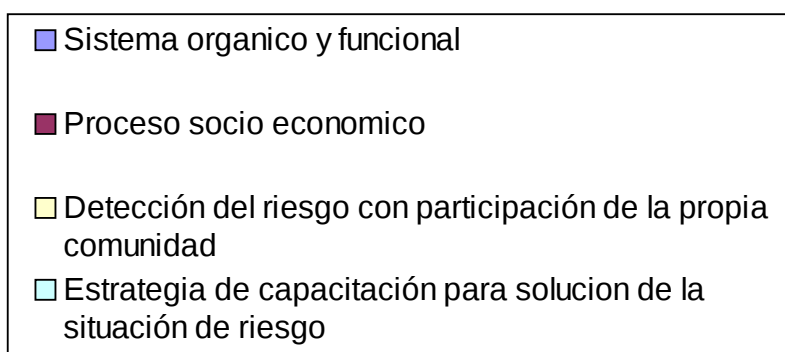 Sistema organico y funcional
Proceso socio economico
Detección del riesgo con participación de la propia
comunidad
Estrategia de capacitación para solucion de la
situación de riesgo